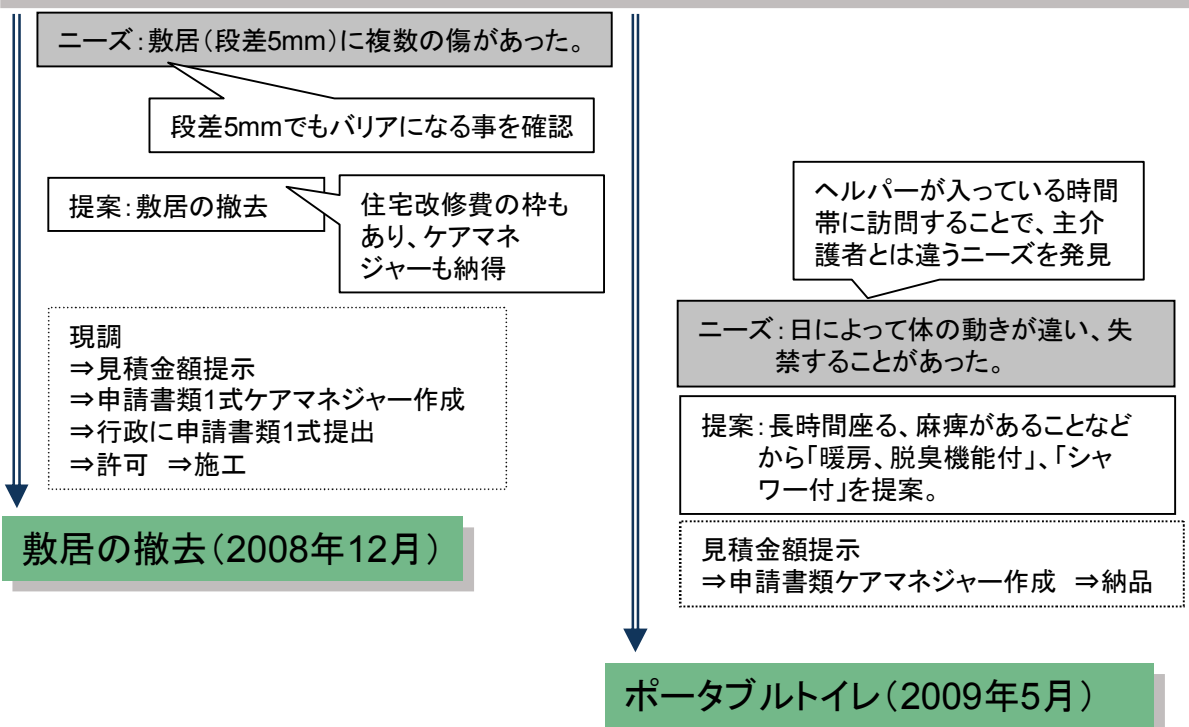 ニーズ：敷居（段差5mm）に複数の傷があった。
段差5mmでもバリアになる事を確認
提案：敷居の撤去
住宅改修費の枠も
あり、ケアマネ
ジャーも納得
現調
⇒見積金額提示
⇒申請書類1式ケアマネジャー作成
⇒行政に申請書類1式提出
⇒許可 ⇒施工
敷居の撤去（2008年12月）
ヘルパーが入っている時間
帯に訪問することで、主介
護者とは違うニーズを発見
ニーズ：日によって体の動きが違い、失
禁することがあった。
提案：長時間座る、麻痺があることなど
から「暖房、脱臭機能付」、「シャ
ワー付」を提案。
見積金額提示
⇒申請書類ケアマネジャー作成 ⇒納品
ポータブルトイレ（2009年5月）